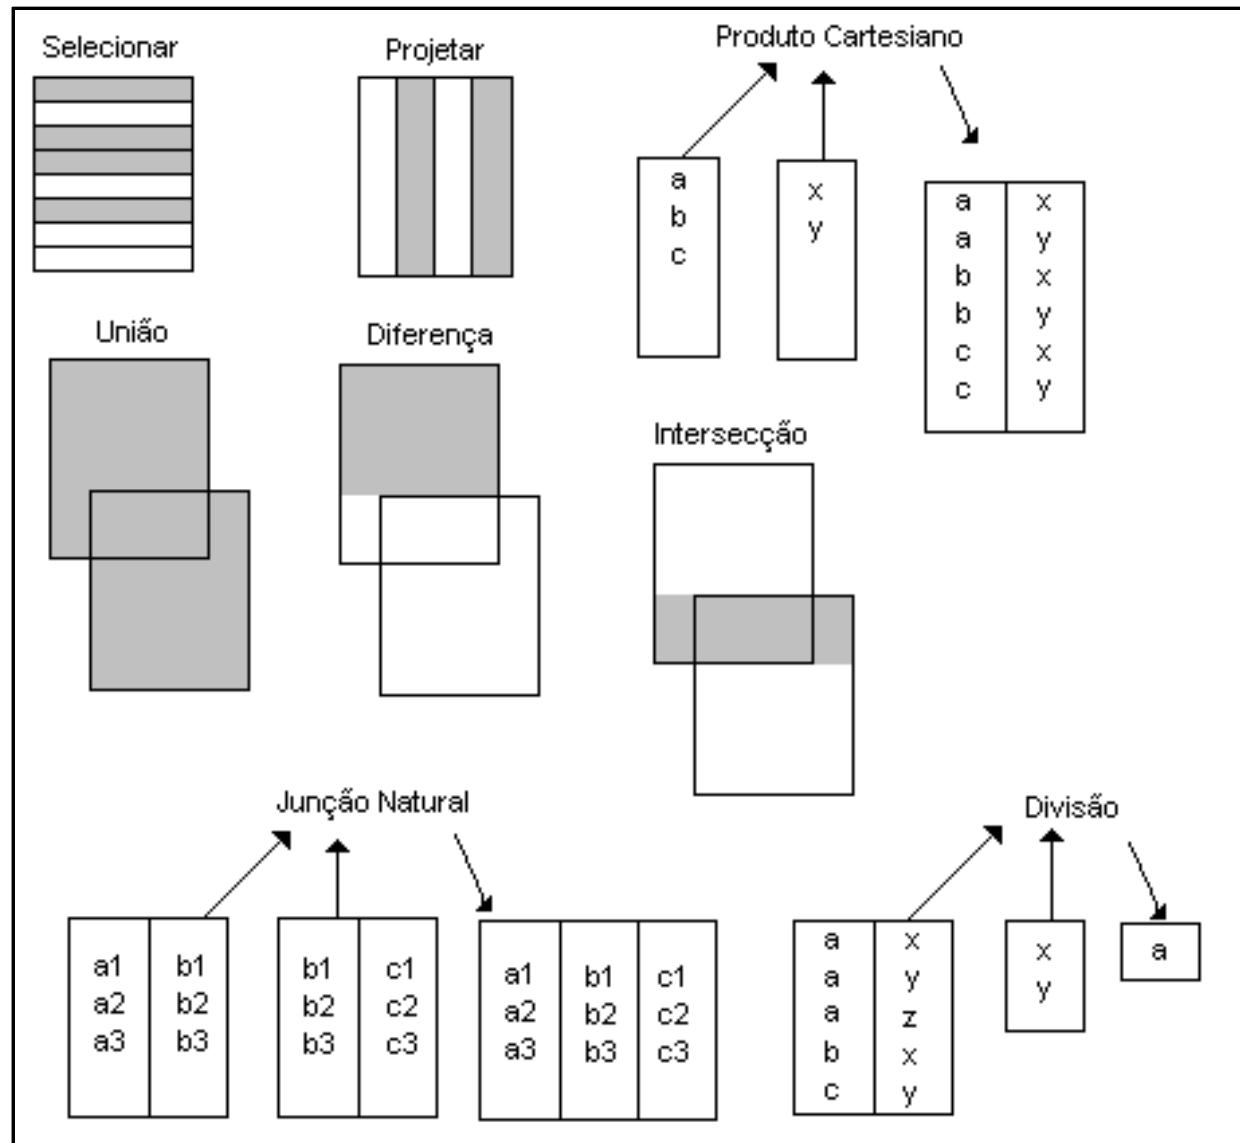 Selecionar
Projetar
Produto Cartesiano
a
b
c
x
y
a x
a y
b x
b y
c x
c y
União
Diferença
Intersecção
Junção Natural
a1 b1
a2 b2
a3 b3
b1 c1
b2 c2
b3 c3
a1 b1 c1
a2 b2 c2
a3 b3 c3
Divisão
a x
a y
a z
b x
c y
x
y
a